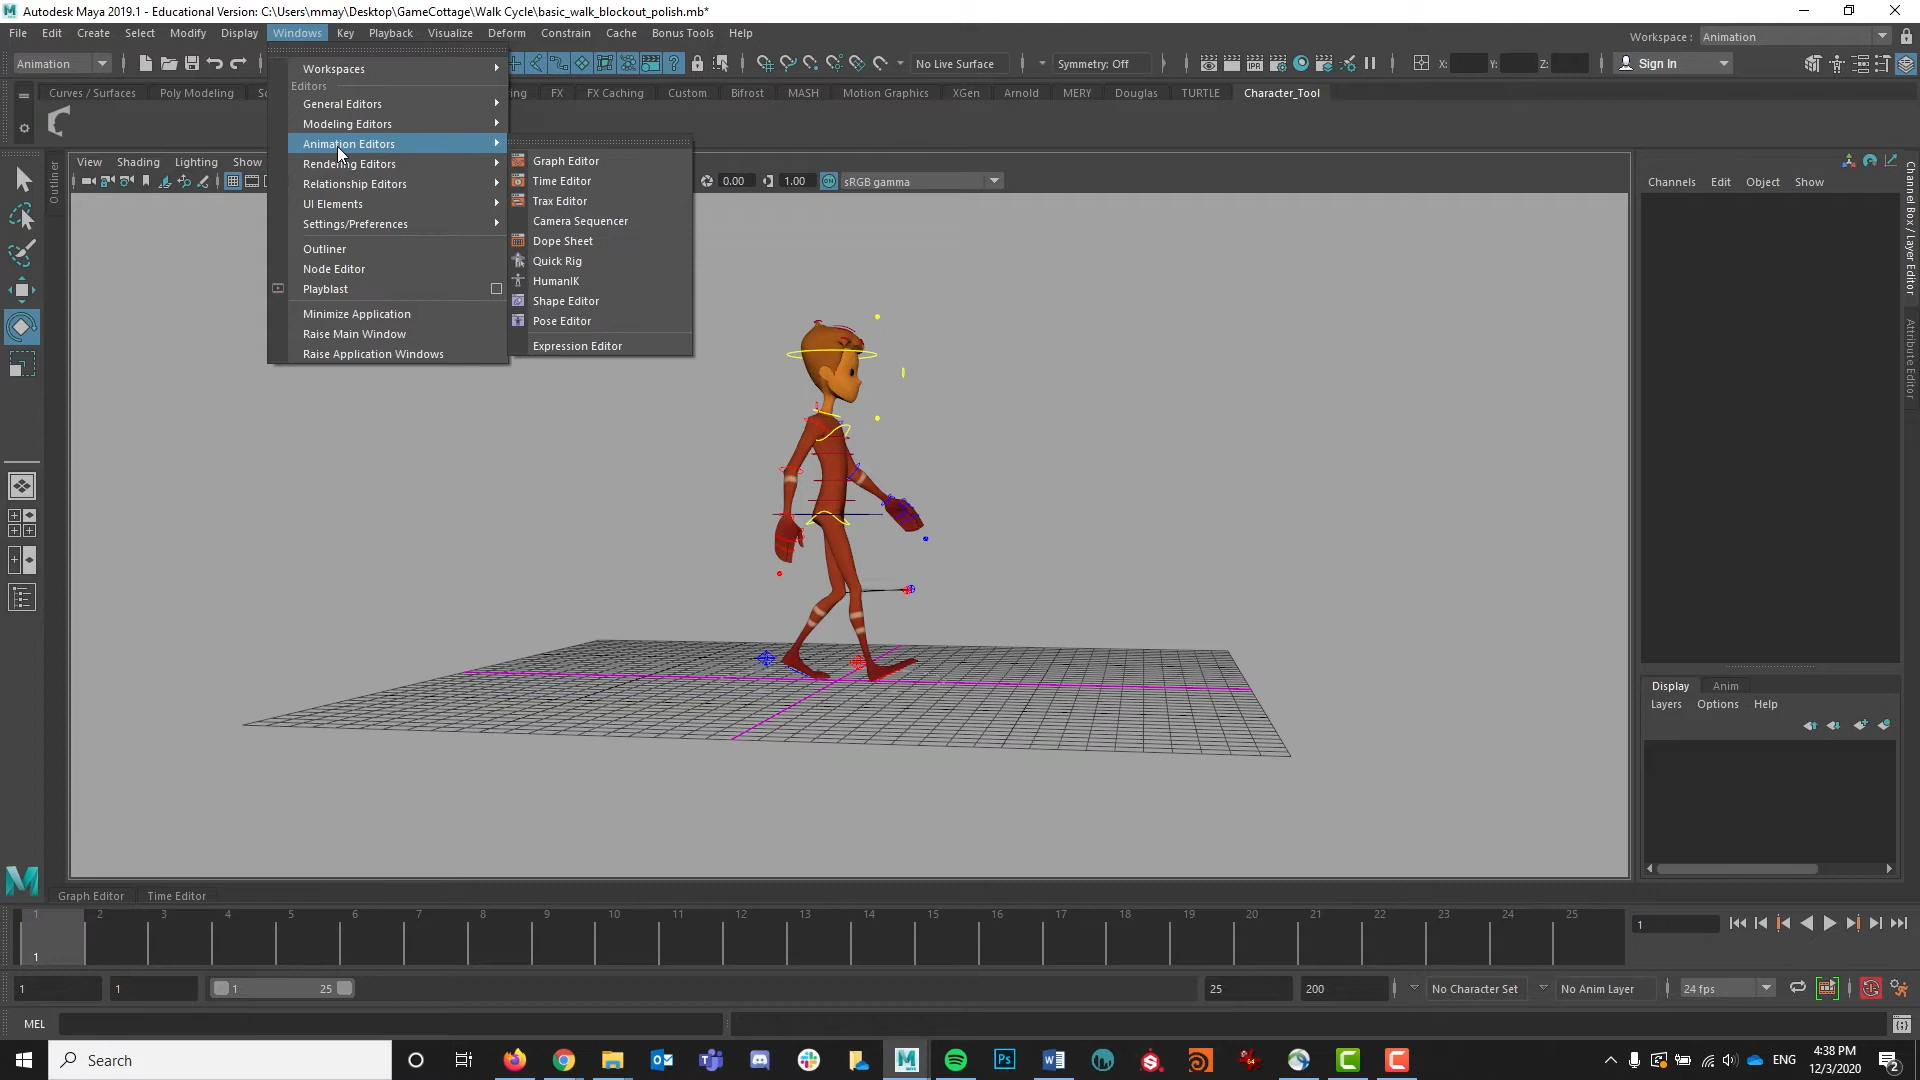 Autodesk Maya 2019.1 - Educational Version: C:\Users\mmay\Desktop\GameCottage\Walk Cycle\basic_walk_blockout_polish.mb*
File Edit Create Select Modify Display Windows Key Playback Visualize Deform Constrain Cache Bonus Tools Help
Workspace : Animation
Animation
No Live Surface
Symmetry: Off
X:
Y:
Z:
Sign In
Curves / Surfaces Poly Modeling
FX FX Caching Custom Bifrost MASH Motion Graphics XGen Arnold MERY Douglas TURTLE Character_Tool
Workspaces
Editors
General Editors
Modeling Editors
Animation Editors
Rendering Editors
Relationship Editors
UI Elements
Settings/Preferences
Outliner
Node Editor
Playblast
Minimize Application
Raise Main Window
Raise Application Windows
Graph Editor
Time Editor
Trax Editor
Camera Sequencer
Dope Sheet
Quick Rig
HumanIK
Shape Editor
Pose Editor
Expression Editor
Outliner
View Shading Lighting Show
0.00
1.00
sRGB gamma
Channels Edit Object Show
Channel Box / Layer Editor
Attribute Editor
Display Anim
Layers Options Help
Graph Editor Time Editor
1 2 3 4 5 6 7 8 9 10 11 12 13 14 15 16 17 18 19 20 21 22 23 24 25
1
1
1 1 1 25 25 200 No Character Set No Anim Layer 24 fps
MEL
Search
ENG
4:38 PM
12/3/2020
2